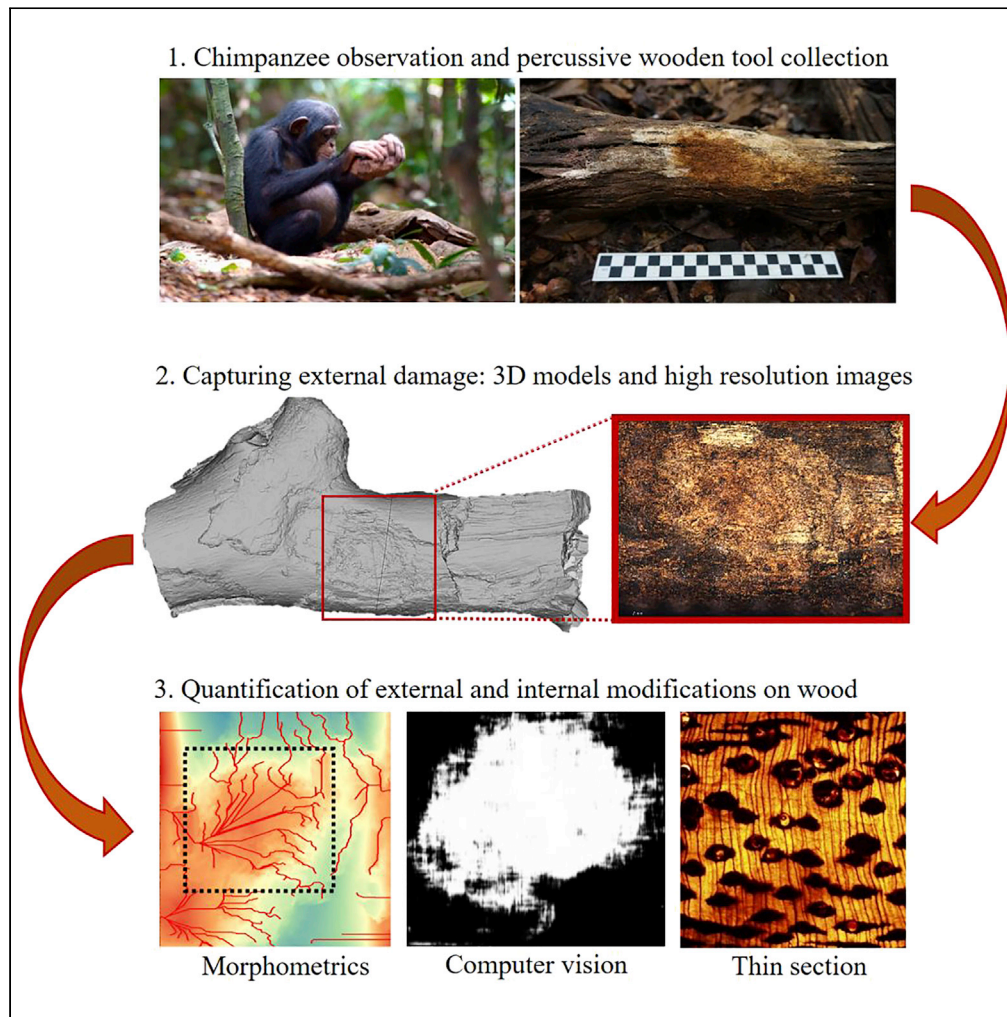 1. Chimpanzee observation and percussive wooden tool collection
2. Capturing external damage: 3D models and high resolution images
3. Quantification of external and internal modifications on wood
Morphometrics
Computer vision
Thin section